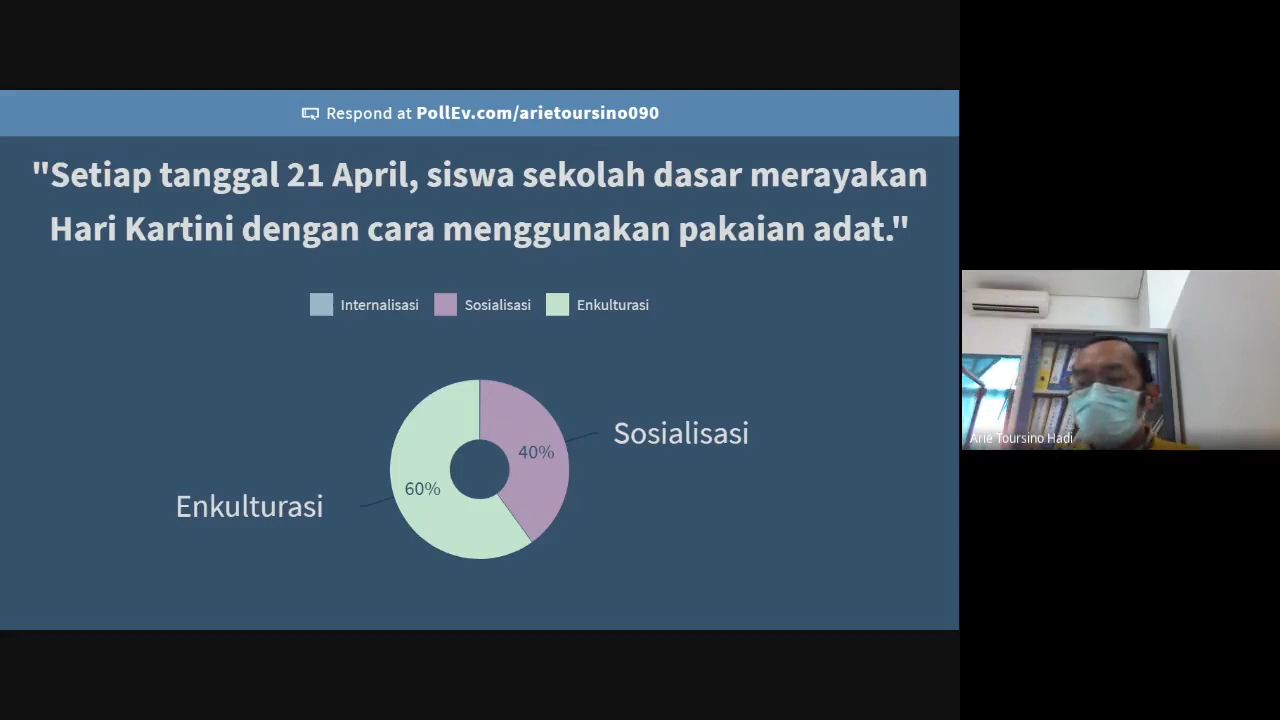 Respond at PollEv.com/arietoursino090
"Setiap tanggal 21 April, siswa sekolah dasar merayakan
Hari Kartini dengan cara menggunakan pakaian adat."
Internalisasi Sosialisasi Enkulturasi
Sosialisasi
40%
60%
Enkulturasi
Arie Toursino Hadi